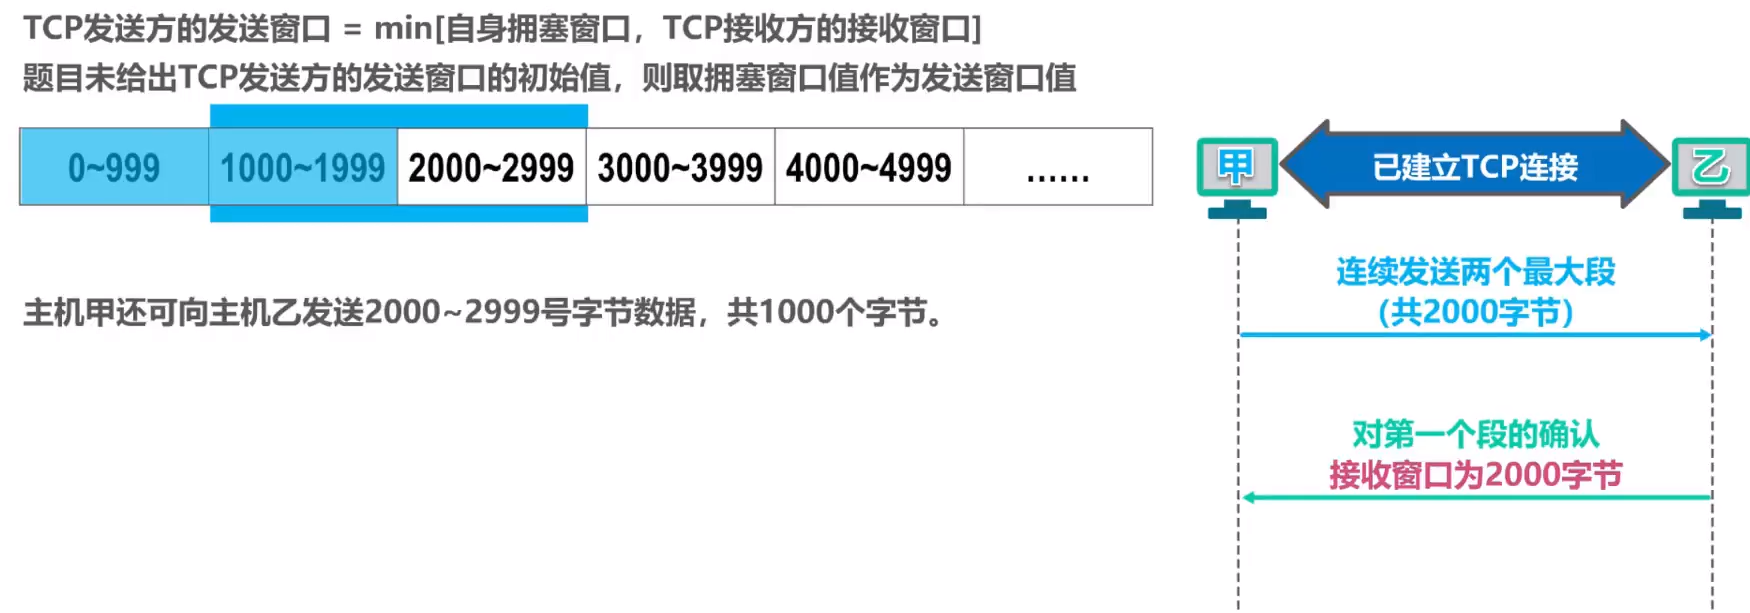 TCP发送方的发送窗口 = min[自身拥塞窗口，TCP接收方的接收窗口]
题目未给出TCP发送方的发送窗口的初始值，则取拥塞窗口值作为发送窗口值
0~999 1000~1999 2000~2999 3000~3999 4000~4999 ......
甲 已建立TCP连接 乙
连续发送两个最大段
（共2000字节）
主机甲还可向主机乙发送2000~2999号字节数据，共1000个字节。
对第一个段的确认
接收窗口为2000字节